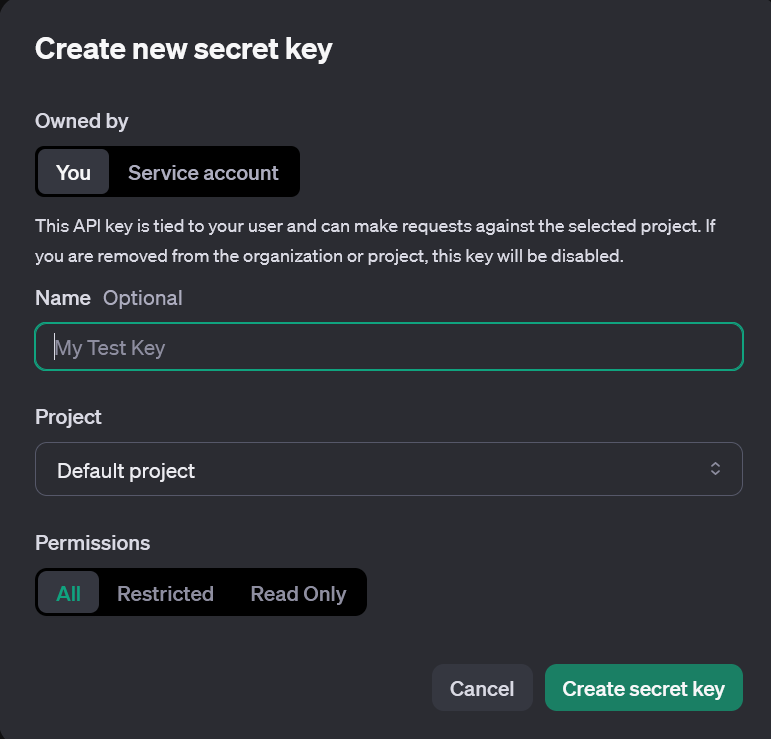 Create new secret key
Owned by
You Service account
This API key is tied to your user and can make requests against the selected project. If
you are removed from the organization or project, this key will be disabled.
Name Optional
My Test Key
Project
Default project
Permissions
All Restricted Read Only
Cancel Create secret key